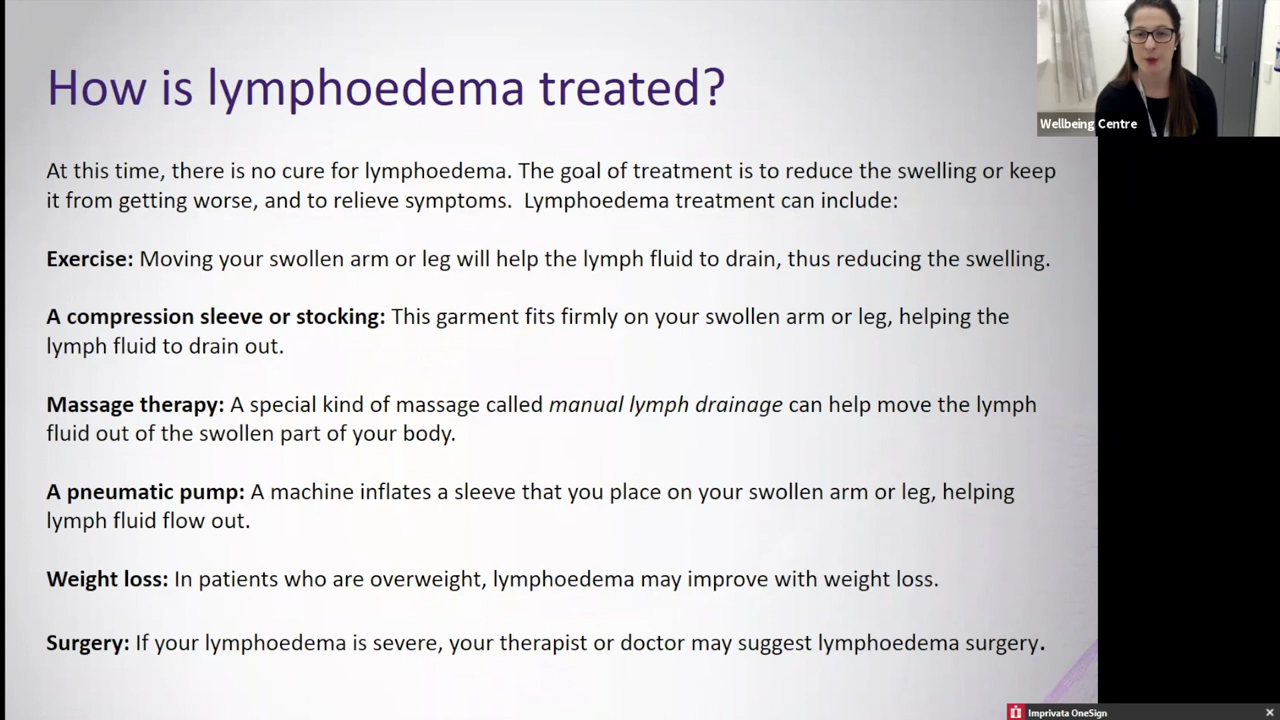 How is lymphoedema treated?
Wellbeing Centre
At this time, there is no cure for lymphoedema. The goal of treatment is to reduce the swelling or keep
it from getting worse, and to relieve symptoms. Lymphoedema treatment can include:
Exercise: Moving your swollen arm or leg will help the lymph fluid to drain, thus reducing the swelling.
A compression sleeve or stocking: This garment fits firmly on your swollen arm or leg, helping the
lymph fluid to drain out.
Massage therapy: A special kind of massage called manual lymph drainage can help move the lymph
fluid out of the swollen part of your body.
A pneumatic pump: A machine inflates a sleeve that you place on your swollen arm or leg, helping
lymph fluid flow out.
Weight loss: In patients who are overweight, lymphoedema may improve with weight loss.
Surgery: If your lymphoedema is severe, your therapist or doctor may suggest lymphoedema surgery.
Imprivata OneSign